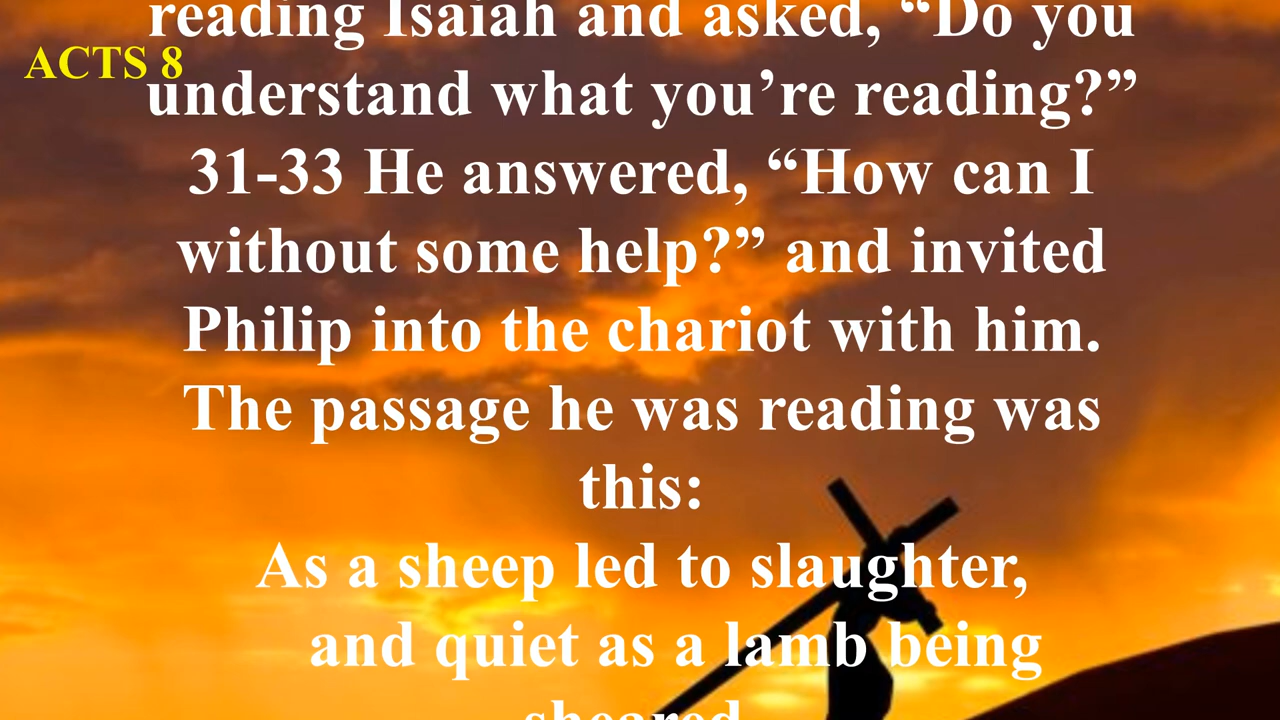 reading Isaiah and asked, “Do you
ACTS 8
understand what you’re reading?”
31-33 He answered, “How can I
without some help?” and invited
Philip into the chariot with him.
The passage he was reading was
this:
As a sheep led to slaughter,
and quiet as a lamb being
sheared,